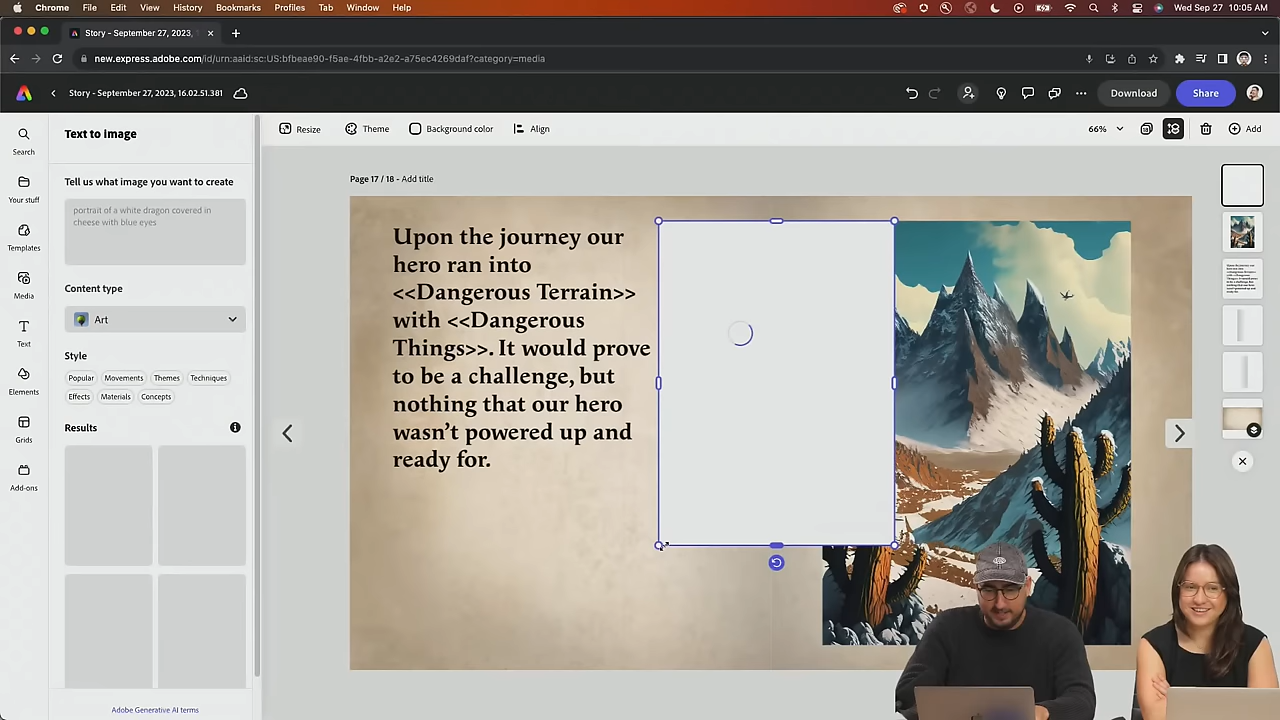 Chrome File Edit View History Bookmarks Profiles Tab Window Help Wed Sep 27 10:05 AM
Story - September 27, 2023,
new.express.adobe.com/id/urn:aaid:sc:US:bfbeae90-f5ae-4fbb-a2e2-a75ec4269daf?category=media
Story - September 27, 2023, 16.02.51.381 Download Share
Search
Your stuff
Templates
Media
Text
Elements
Grids
Add-ons
Text to image
Tell us what image you want to create
portrait of a white dragon covered in
cheese with blue eyes
Content type
Art
Style
Popular Movements Themes Techniques
Effects Materials Concepts
Results
Adobe Generative AI terms
Resize Theme Background color Align 66% Add
Page 17 / 18 - Add title
Upon the journey our
hero ran into
<<Dangerous Terrain>>
with <<Dangerous
Things>>. It would prove
to be a challenge, but
nothing that our hero
wasn't powered up and
ready for.